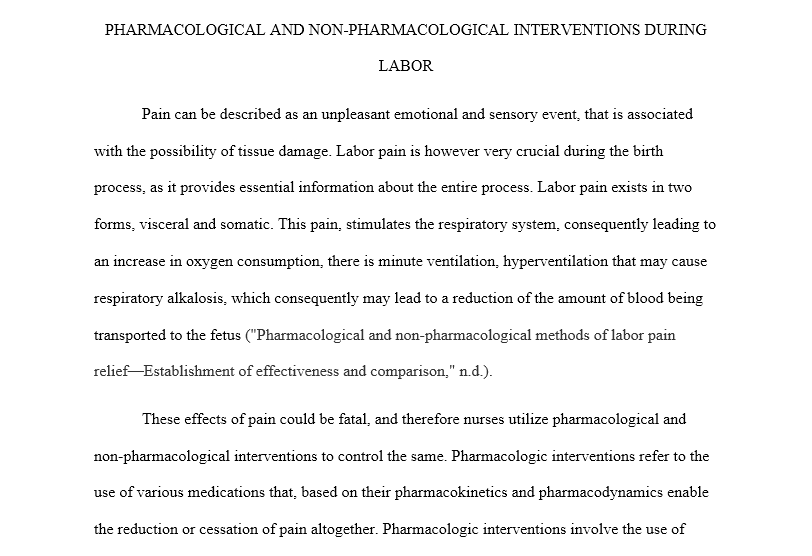 PHARMACOLOGICAL AND NON-PHARMACOLOGICAL INTERVENTIONS DURING
LABOR
Pain can be described as an unpleasant emotional and sensory event, that is associated
with the possibility of tissue damage. Labor pain is however very crucial during the birth
process, as it provides essential information about the entire process. Labor pain exists in two
forms, visceral and somatic. This pain, stimulates the respiratory system, consequently leading to
an increase in oxygen consumption, there is minute ventilation, hyperventilation that may cause
respiratory alkalosis, which consequently may lead to a reduction of the amount of blood being
transported to the fetus ("Pharmacological and non-pharmacological methods of labor pain
relief—Establishment of effectiveness and comparison," n.d.).
These effects of pain could be fatal, and therefore nurses utilize pharmacological and
non-pharmacological interventions to control the same. Pharmacologic interventions refer to the
use of various medications that, based on their pharmacokinetics and pharmacodynamics enable
the reduction or cessation of pain altogether. Pharmacologic interventions involve the use of